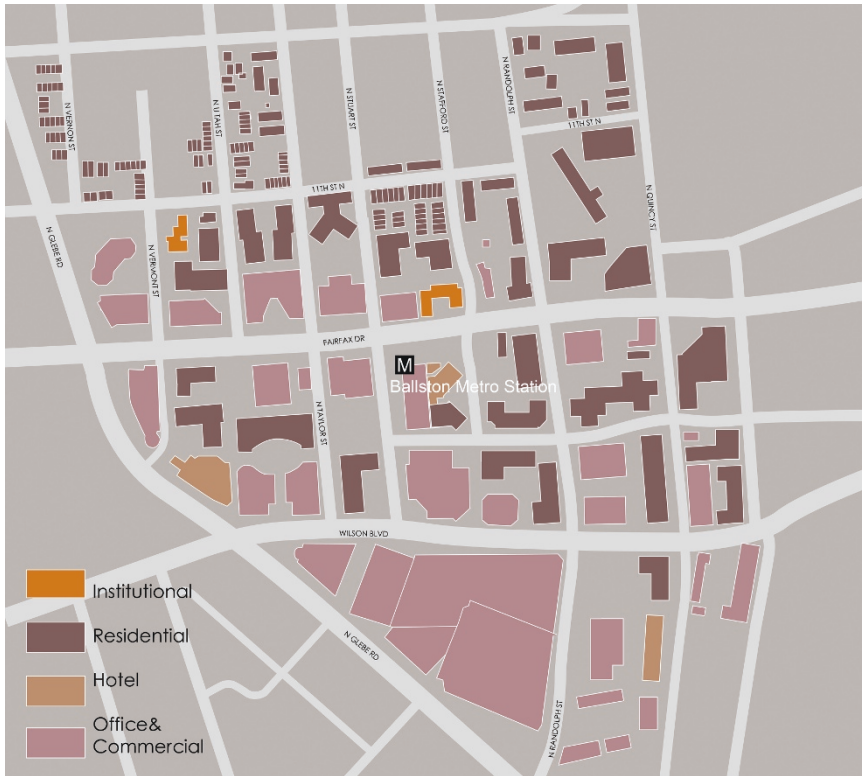 N VERNON ST
N UTAH ST
N STUART ST
N STAFFORD ST
N RANDOLPH ST
11TH ST N
11TH ST N
N QUINCY ST
N GLEBE RD
N VERMONT ST
FAIRFAX DR
M
Ballston Metro Station
N TAYLOR ST
WILSON BLVD
N GLEBE RD
N RANDOLPH ST
Institutional
Residential
Hotel
Office&
Commercial